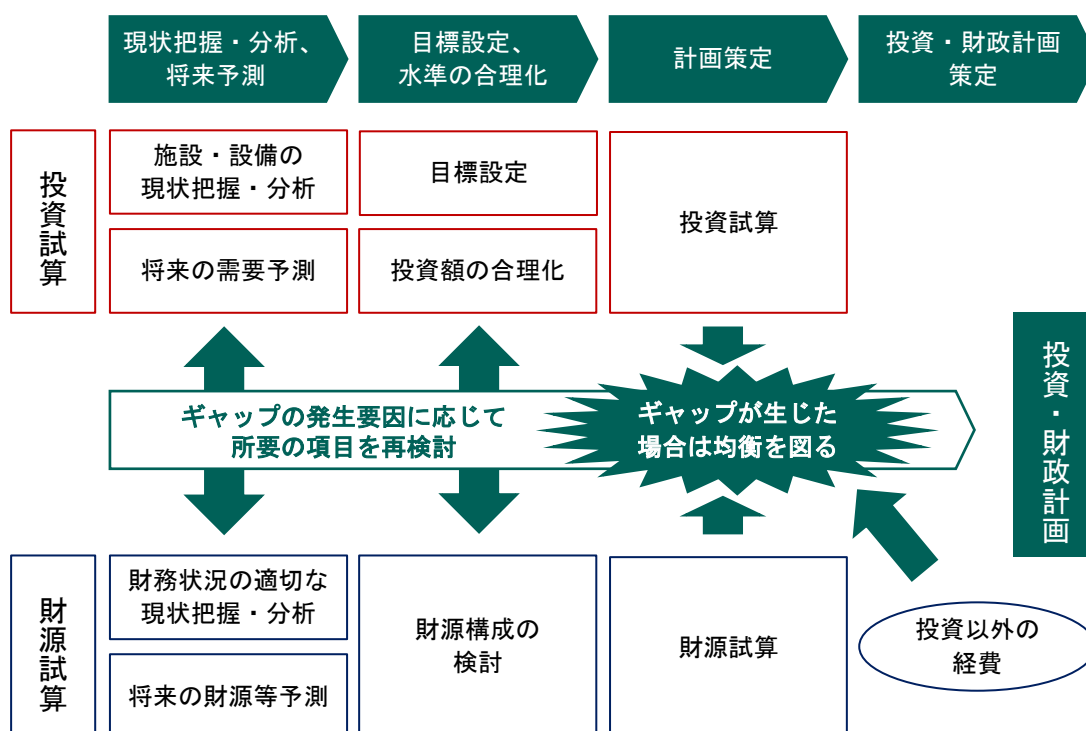 現状把握・分析、
将来予測
目標設定、
水準の合理化
計画策定
投資・財政計画
策定
投資試算
施設・設備の
現状把握・分析
目標設定
投資試算
将来の需要予測
投資額の合理化
投資・財政計画
ギャップの発生要因に応じて
所要の項目を再検討
ギャップが生じた
場合は均衡を図る
財源試算
財務状況の適切な
現状把握・分析
財源構成の
検討
財源試算
投資以外の
経費
将来の財源等予測